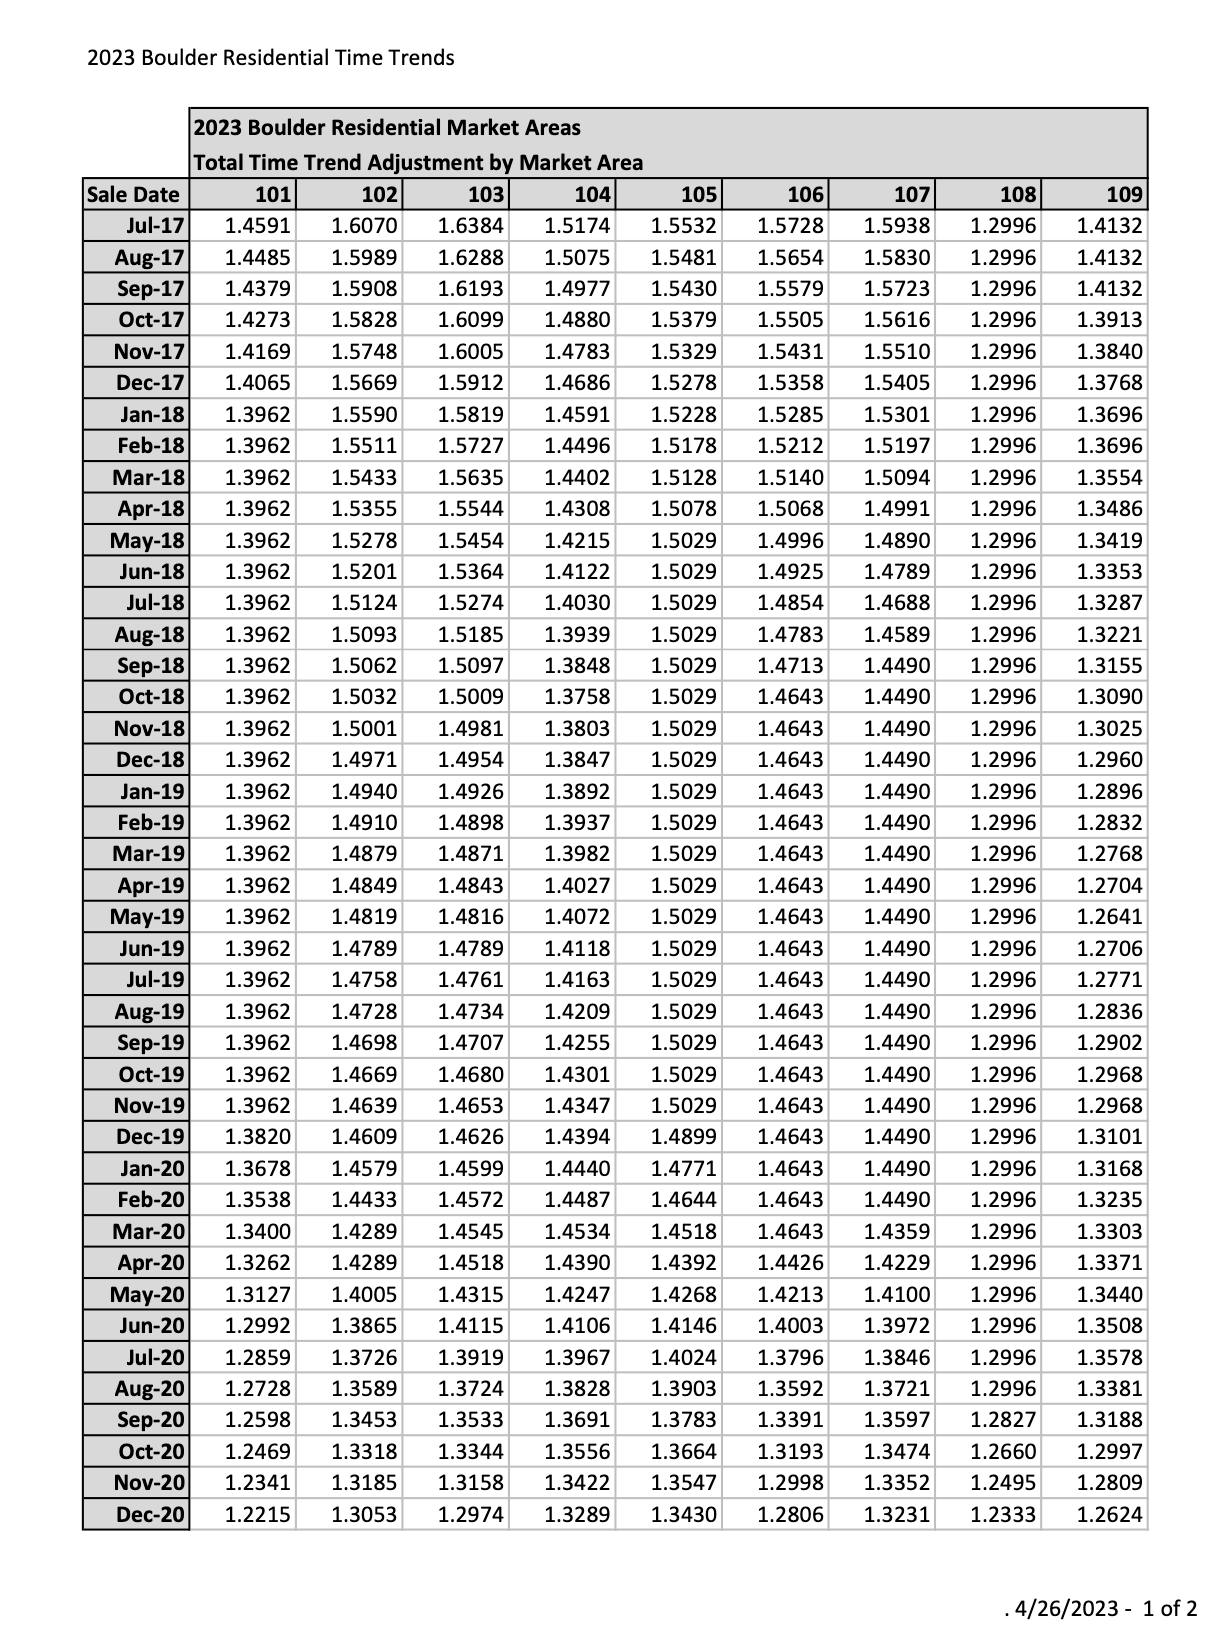 2023 Boulder Residential Time Trends
2023 Boulder Residential Market Areas
Total Time Trend Adjustment by Market Area
Sale Date 101 102 103 104 105 106 107 108 109
Jul-17 1.4591 1.6070 1.6384 1.5174 1.5532 1.5728 1.5938 1.2996 1.4132
Aug-17 1.4485 1.5989 1.6288 1.5075 1.5481 1.5654 1.5830 1.2996 1.4132
Sep-17 1.4379 1.5908 1.6193 1.4977 1.5430 1.5579 1.5723 1.2996 1.4132
Oct-17 1.4273 1.5828 1.6099 1.4880 1.5379 1.5505 1.5616 1.2996 1.3913
Nov-17 1.4169 1.5748 1.6005 1.4783 1.5329 1.5431 1.5510 1.2996 1.3840
Dec-17 1.4065 1.5669 1.5912 1.4686 1.5278 1.5358 1.5405 1.2996 1.3768
Jan-18 1.3962 1.5590 1.5819 1.4591 1.5228 1.5285 1.5301 1.2996 1.3696
Feb-18 1.3962 1.5511 1.5727 1.4496 1.5178 1.5212 1.5197 1.2996 1.3696
Mar-18 1.3962 1.5433 1.5635 1.4402 1.5128 1.5140 1.5094 1.2996 1.3554
Apr-18 1.3962 1.5355 1.5544 1.4308 1.5078 1.5068 1.4991 1.2996 1.3486
May-18 1.3962 1.5278 1.5454 1.4215 1.5029 1.4996 1.4890 1.2996 1.3419
Jun-18 1.3962 1.5201 1.5364 1.4122 1.5029 1.4925 1.4789 1.2996 1.3353
Jul-18 1.3962 1.5124 1.5274 1.4030 1.5029 1.4854 1.4688 1.2996 1.3287
Aug-18 1.3962 1.5093 1.5185 1.3939 1.5029 1.4783 1.4589 1.2996 1.3221
Sep-18 1.3962 1.5062 1.5097 1.3848 1.5029 1.4713 1.4490 1.2996 1.3155
Oct-18 1.3962 1.5032 1.5009 1.3758 1.5029 1.4643 1.4490 1.2996 1.3090
Nov-18 1.3962 1.5001 1.4981 1.3803 1.5029 1.4643 1.4490 1.2996 1.3025
Dec-18 1.3962 1.4971 1.4954 1.3847 1.5029 1.4643 1.4490 1.2996 1.2960
Jan-19 1.3962 1.4940 1.4926 1.3892 1.5029 1.4643 1.4490 1.2996 1.2896
Feb-19 1.3962 1.4910 1.4898 1.3937 1.5029 1.4643 1.4490 1.2996 1.2832
Mar-19 1.3962 1.4879 1.4871 1.3982 1.5029 1.4643 1.4490 1.2996 1.2768
Apr-19 1.3962 1.4849 1.4843 1.4027 1.5029 1.4643 1.4490 1.2996 1.2704
May-19 1.3962 1.4819 1.4816 1.4072 1.5029 1.4643 1.4490 1.2996 1.2641
Jun-19 1.3962 1.4789 1.4789 1.4118 1.5029 1.4643 1.4490 1.2996 1.2706
Jul-19 1.3962 1.4758 1.4761 1.4163 1.5029 1.4643 1.4490 1.2996 1.2771
Aug-19 1.3962 1.4728 1.4734 1.4209 1.5029 1.4643 1.4490 1.2996 1.2836
Sep-19 1.3962 1.4698 1.4707 1.4255 1.5029 1.4643 1.4490 1.2996 1.2902
Oct-19 1.3962 1.4669 1.4680 1.4301 1.5029 1.4643 1.4490 1.2996 1.2968
Nov-19 1.3962 1.4639 1.4653 1.4347 1.5029 1.4643 1.4490 1.2996 1.2968
Dec-19 1.3820 1.4609 1.4626 1.4394 1.4899 1.4643 1.4490 1.2996 1.3101
Jan-20 1.3678 1.4579 1.4599 1.4440 1.4771 1.4643 1.4490 1.2996 1.3168
Feb-20 1.3538 1.4433 1.4572 1.4487 1.4644 1.4643 1.4490 1.2996 1.3235
Mar-20 1.3400 1.4289 1.4545 1.4534 1.4518 1.4643 1.4359 1.2996 1.3303
Apr-20 1.3262 1.4289 1.4518 1.4390 1.4392 1.4426 1.4229 1.2996 1.3371
May-20 1.3127 1.4005 1.4315 1.4247 1.4268 1.4213 1.4100 1.2996 1.3440
Jun-20 1.2992 1.3865 1.4115 1.4106 1.4146 1.4003 1.3972 1.2996 1.3508
Jul-20 1.2859 1.3726 1.3919 1.3967 1.4024 1.3796 1.3846 1.2996 1.3578
Aug-20 1.2728 1.3589 1.3724 1.3828 1.3903 1.3592 1.3721 1.2996 1.3381
Sep-20 1.2598 1.3453 1.3533 1.3691 1.3783 1.3391 1.3597 1.2827 1.3188
Oct-20 1.2469 1.3318 1.3344 1.3556 1.3664 1.3193 1.3474 1.2660 1.2997
Nov-20 1.2341 1.3185 1.3158 1.3422 1.3547 1.2998 1.3352 1.2495 1.2809
Dec-20 1.2215 1.3053 1.2974 1.3289 1.3430 1.2806 1.3231 1.2333 1.2624
. 4/26/2023 - 1 of 2